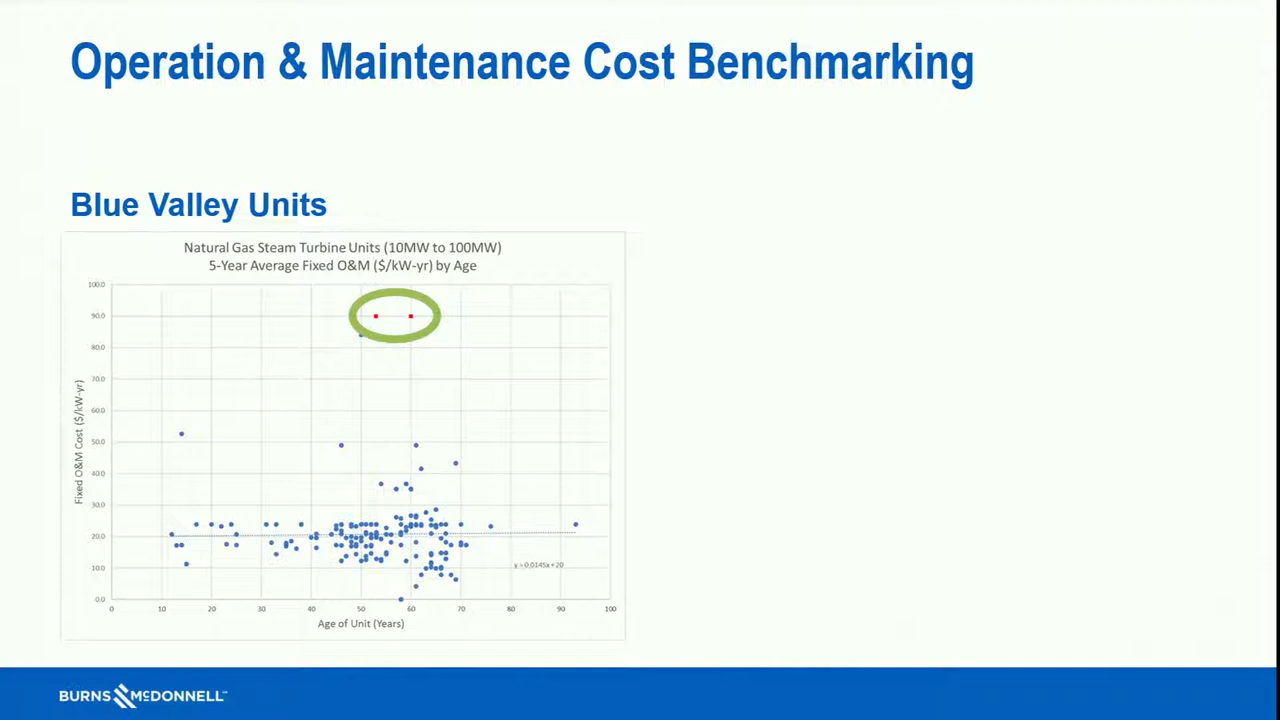 Operation & Maintenance Cost Benchmarking
Blue Valley Units
Natural Gas Steam Turbine Units (10MW to 100MW)
5-Year Average Fixed O&M ($/kW-yr) by Age
100.0
90.0
80.0
70.0
60.0
50.0
40.0
30.0
20.0
10.0
0.0
Fixed O&M Cost ($/kW-yr)
y = 0.0145x + 20
0 10 20 30 40 50 60 70 80 90 100
Age of Unit (Years)
BURNS MCDONNELL